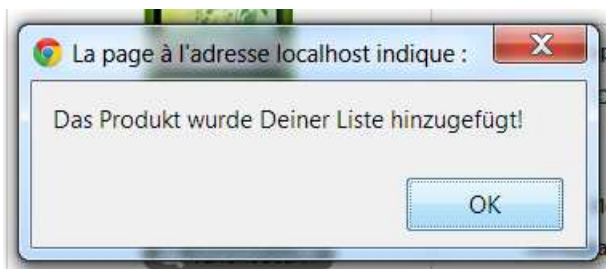 La page à l'adresse localhost indique :
Das Produkt wurde Deiner Liste hinzugefügt!
OK